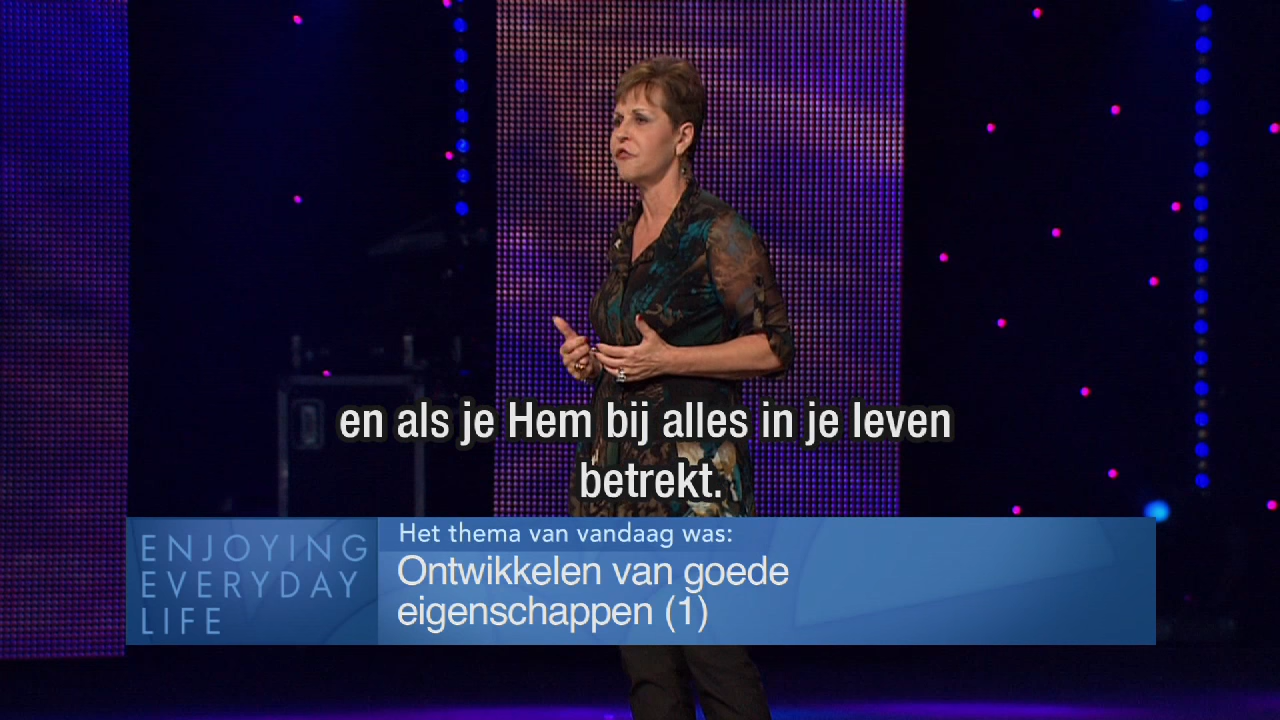 en als je Hem bij alles in je leven
betrekt.
ENJOYING
EVERYDAY
LIFE
Het thema van vandaag was:
Ontwikkelen van goede
eigenschappen (1)